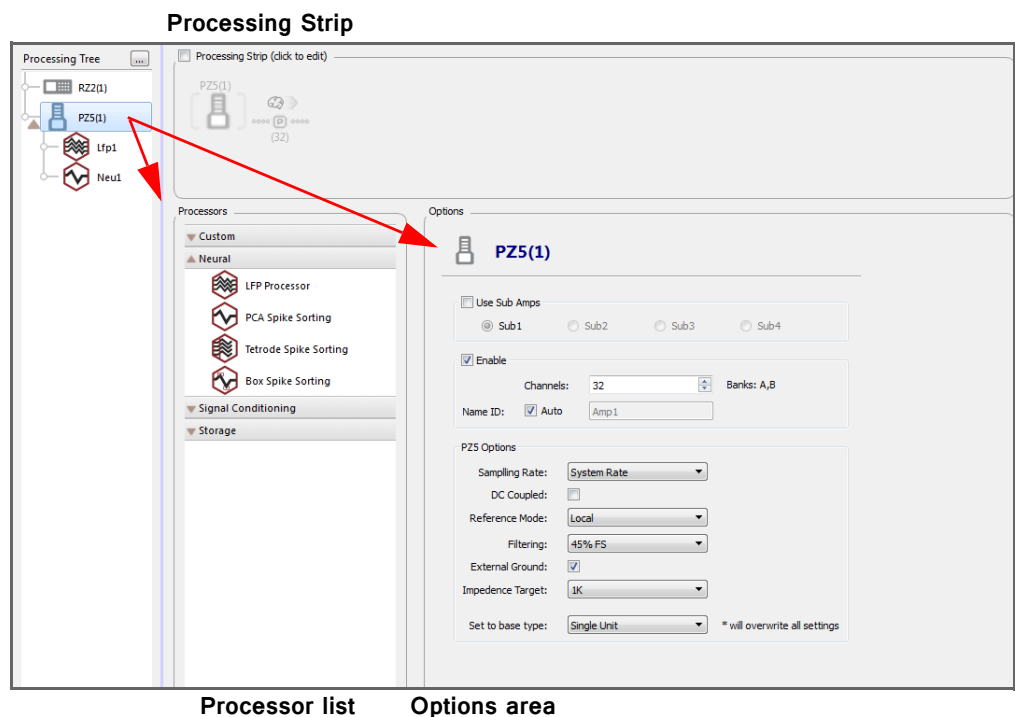 Processing Strip
Processing Tree ...
Processing Strip (click to edit)
RZ2(1)
PZ5(1)
Lfp1
Neu1
PZ5(1)
P
(32)
Processors
Custom
Neural
LFP Processor
PCA Spike Sorting
Tetrode Spike Sorting
Box Spike Sorting
Signal Conditioning
Storage
Options
PZ5(1)
Use Sub Amps
Sub1 Sub2 Sub3 Sub4
Enable
Channels: 32 Banks: A,B
Name ID: Auto Amp1
PZ5 Options
Sampling Rate: System Rate
DC Coupled:
Reference Mode: Local
Filtering: 45% FS
External Ground:
Impedence Target: 1K
Set to base type: Single Unit * will overwrite all settings
Processor list Options area